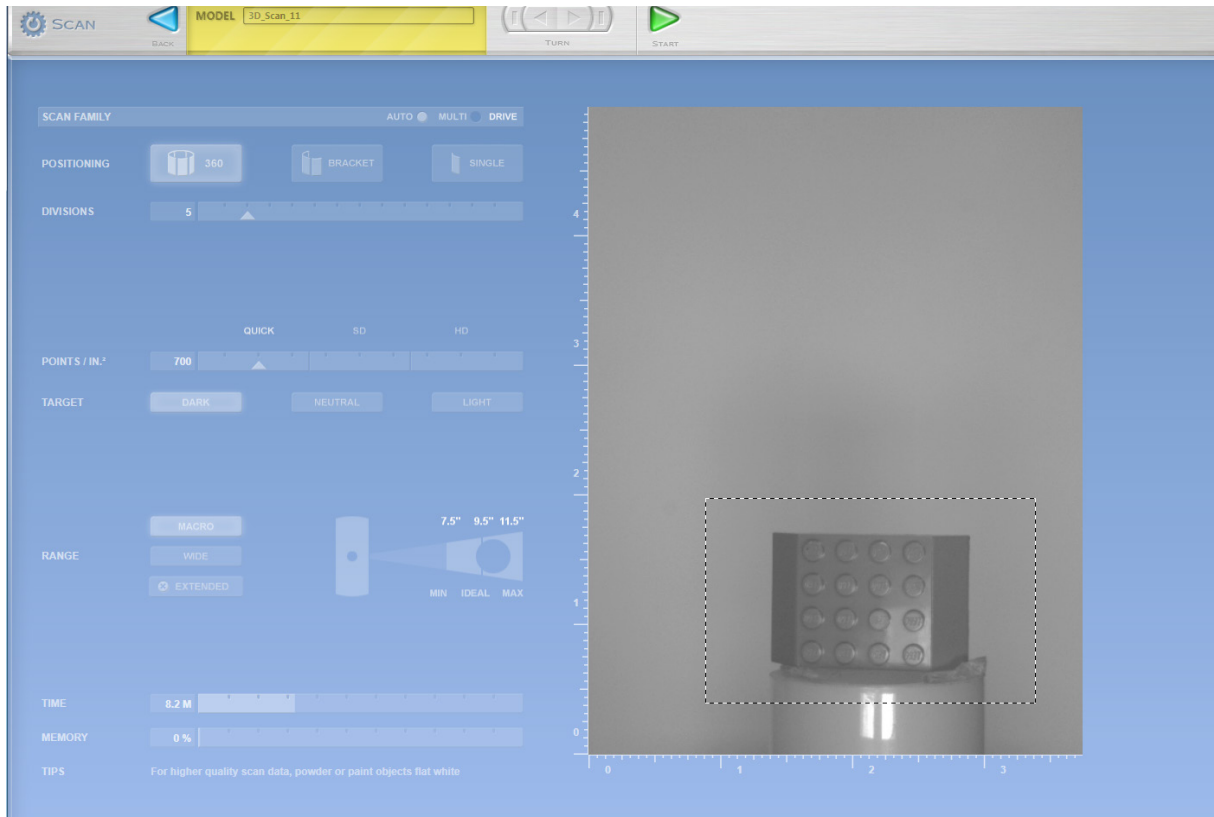 SCAN
BACK
MODEL 3D_Scan_11
TURN
START
SCAN FAMILY AUTO MULTI DRIVE
POSITIONING 360 BRACKET SINGLE
DIVISIONS 5
QUICK SD HD
POINTS / IN.² 700
TARGET DARK NEUTRAL LIGHT
RANGE
MACRO
WIDE
EXTENDED
7.5" 9.5" 11.5"
MIN IDEAL MAX
TIME 8.2 M
MEMORY 0 %
TIPS For higher quality scan data, powder or paint objects flat white
4
3
2
1
0
0 1 2 3